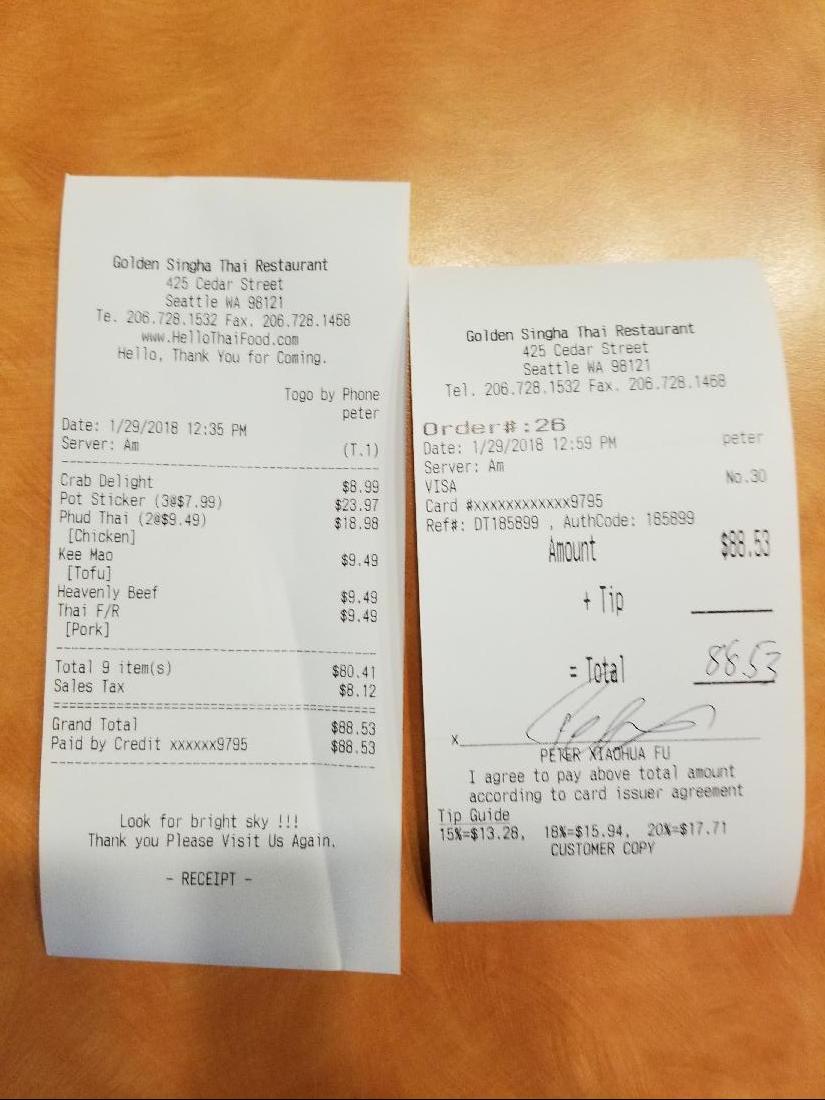 Golden Singha Thai Restaurant
425 Cedar Street
Seattle WA 98121
Te. 206.728.1532 Fax. 206.728.1468
www.HelloThaiFood.com
Hello, Thank You for Coming.
Togo by Phone
peter
Date: 1/29/2018 12:35 PM
Server: Am (T.1)
Crab Delight $8.99
Pot Sticker (3@$7.99) $23.97
Phud Thai (2@$9.49) $18.98
[Chicken]
Kee Mao $9.49
[Tofu]
Heavenly Beef $9.49
Thai F/R $9.49
[Pork]
Total 9 item(s) $80.41
Sales Tax $8.12
Grand Total $88.53
Paid by Credit xxxxxx9795 $88.53
Look for bright sky !!!
Thank you Please Visit Us Again.
- RECEIPT -
Golden Singha Thai Restaurant
425 Cedar Street
Seattle WA 98121
Tel. 206.728.1532 Fax. 206.728.1468
Order#:26
Date: 1/29/2018 12:59 PM peter
Server: Am
VISA No.30
Card #xxxxxxxxxxxx9795
Ref#: DT185899 , AuthCode: 185899
Amount $88.53
+ Tip
= Total 88.53
x
PETER XIAOHUA FU
I agree to pay above total amount
according to card issuer agreement
Tip Guide
15%=$13.28, 18%=$15.94, 20%=$17.71
CUSTOMER COPY